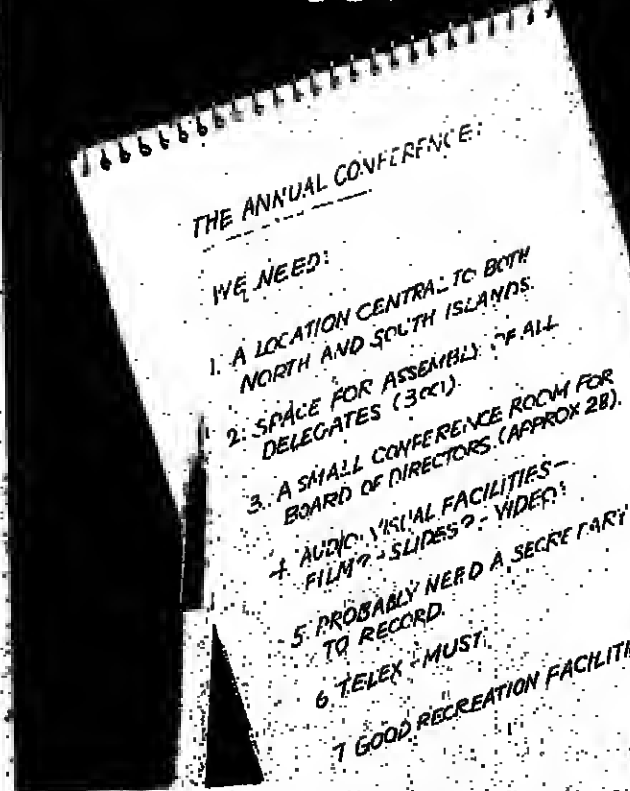 THE ANNUAL CONFERENCE:
WE NEED:
1. A LOCATION CENTRAL TO BOTH
NORTH AND SOUTH ISLANDS.
2. SPACE FOR ASSEMBLY OF ALL
DELEGATES
3. A SMALL CONFERENCE ROOM FOR
BOARD OF DIRECTORS. (APPROX 28).
4. AUDIO VISUAL FACILITIES-
FILM? - SLIDES? - VIDEO?
5. PROBABLY NEED A SECRETARY
TO RECORD.
6. TELEX - MUST.
7 GOOD RECREATION